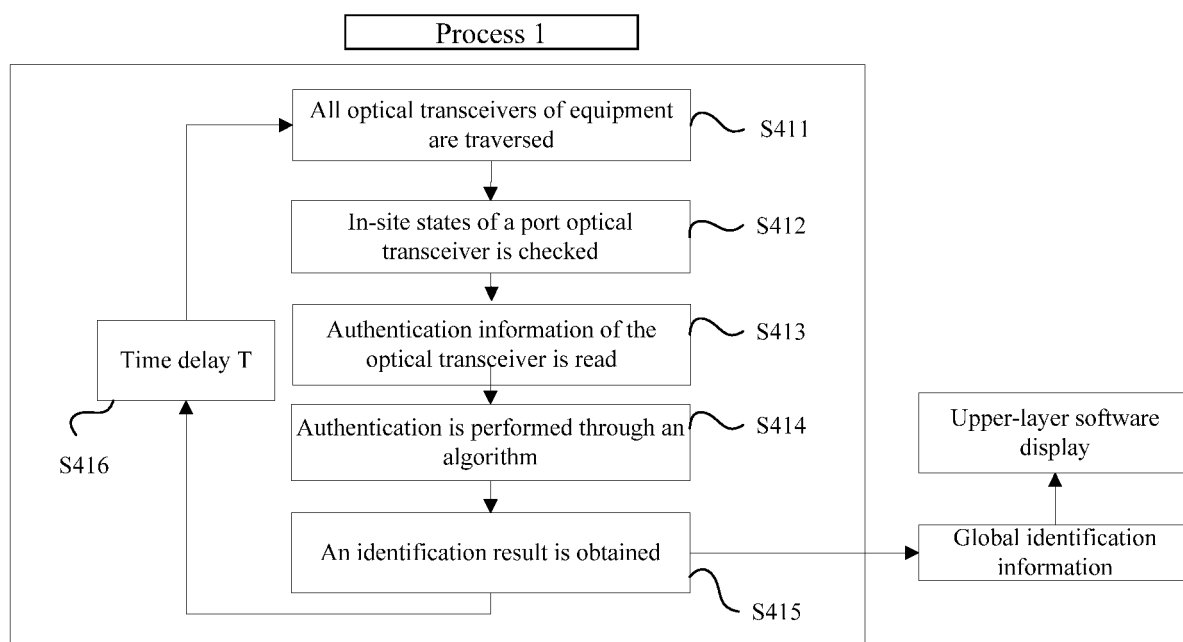 Process 1
All optical transceivers of equipment
are traversed
S411
In-site states of a port optical
transceiver is checked
S412
Authentication information of the
optical transceiver is read
S413
Time delay T
S416
Authentication is performed through an
algorithm
S414
An identification result is obtained
S415
Upper-layer software
display
Global identification
information